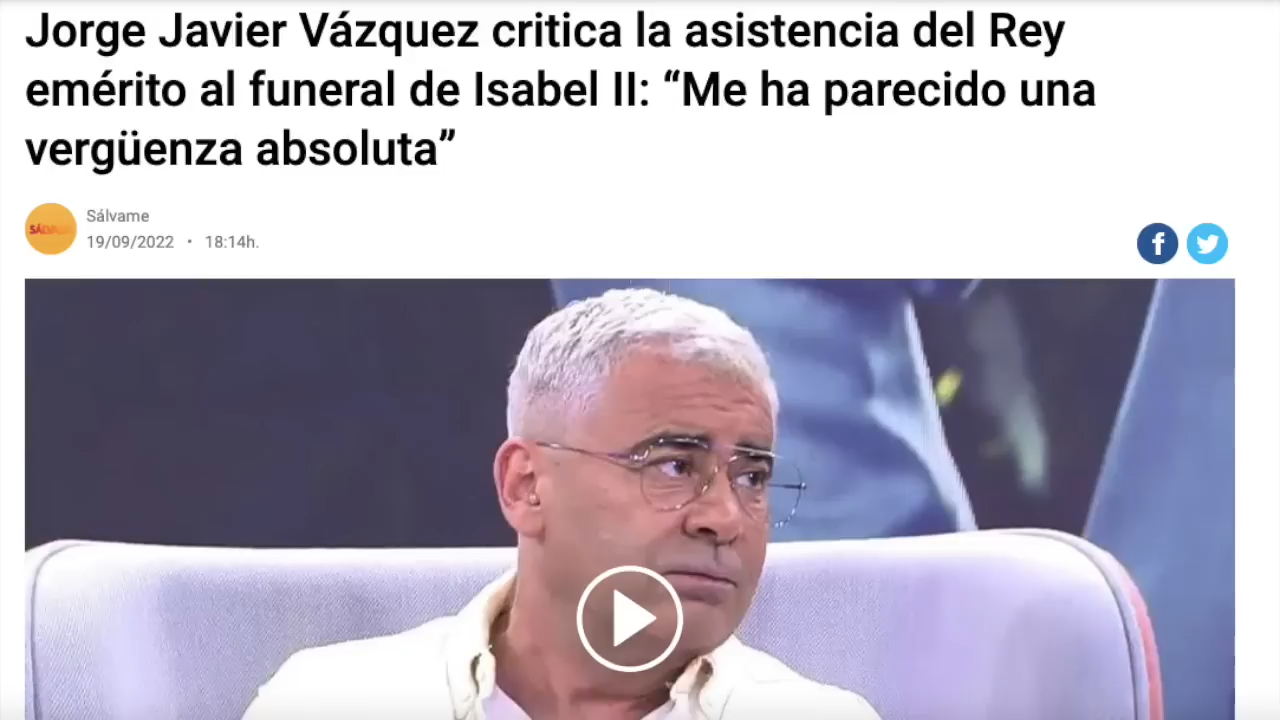 Jorge Javier Vázquez critica la asistencia del Rey
emérito al funeral de Isabel II: “Me ha parecido una
vergüenza absoluta”
SÁLVAME
Sálvame
19/09/2022 • 18:14h.